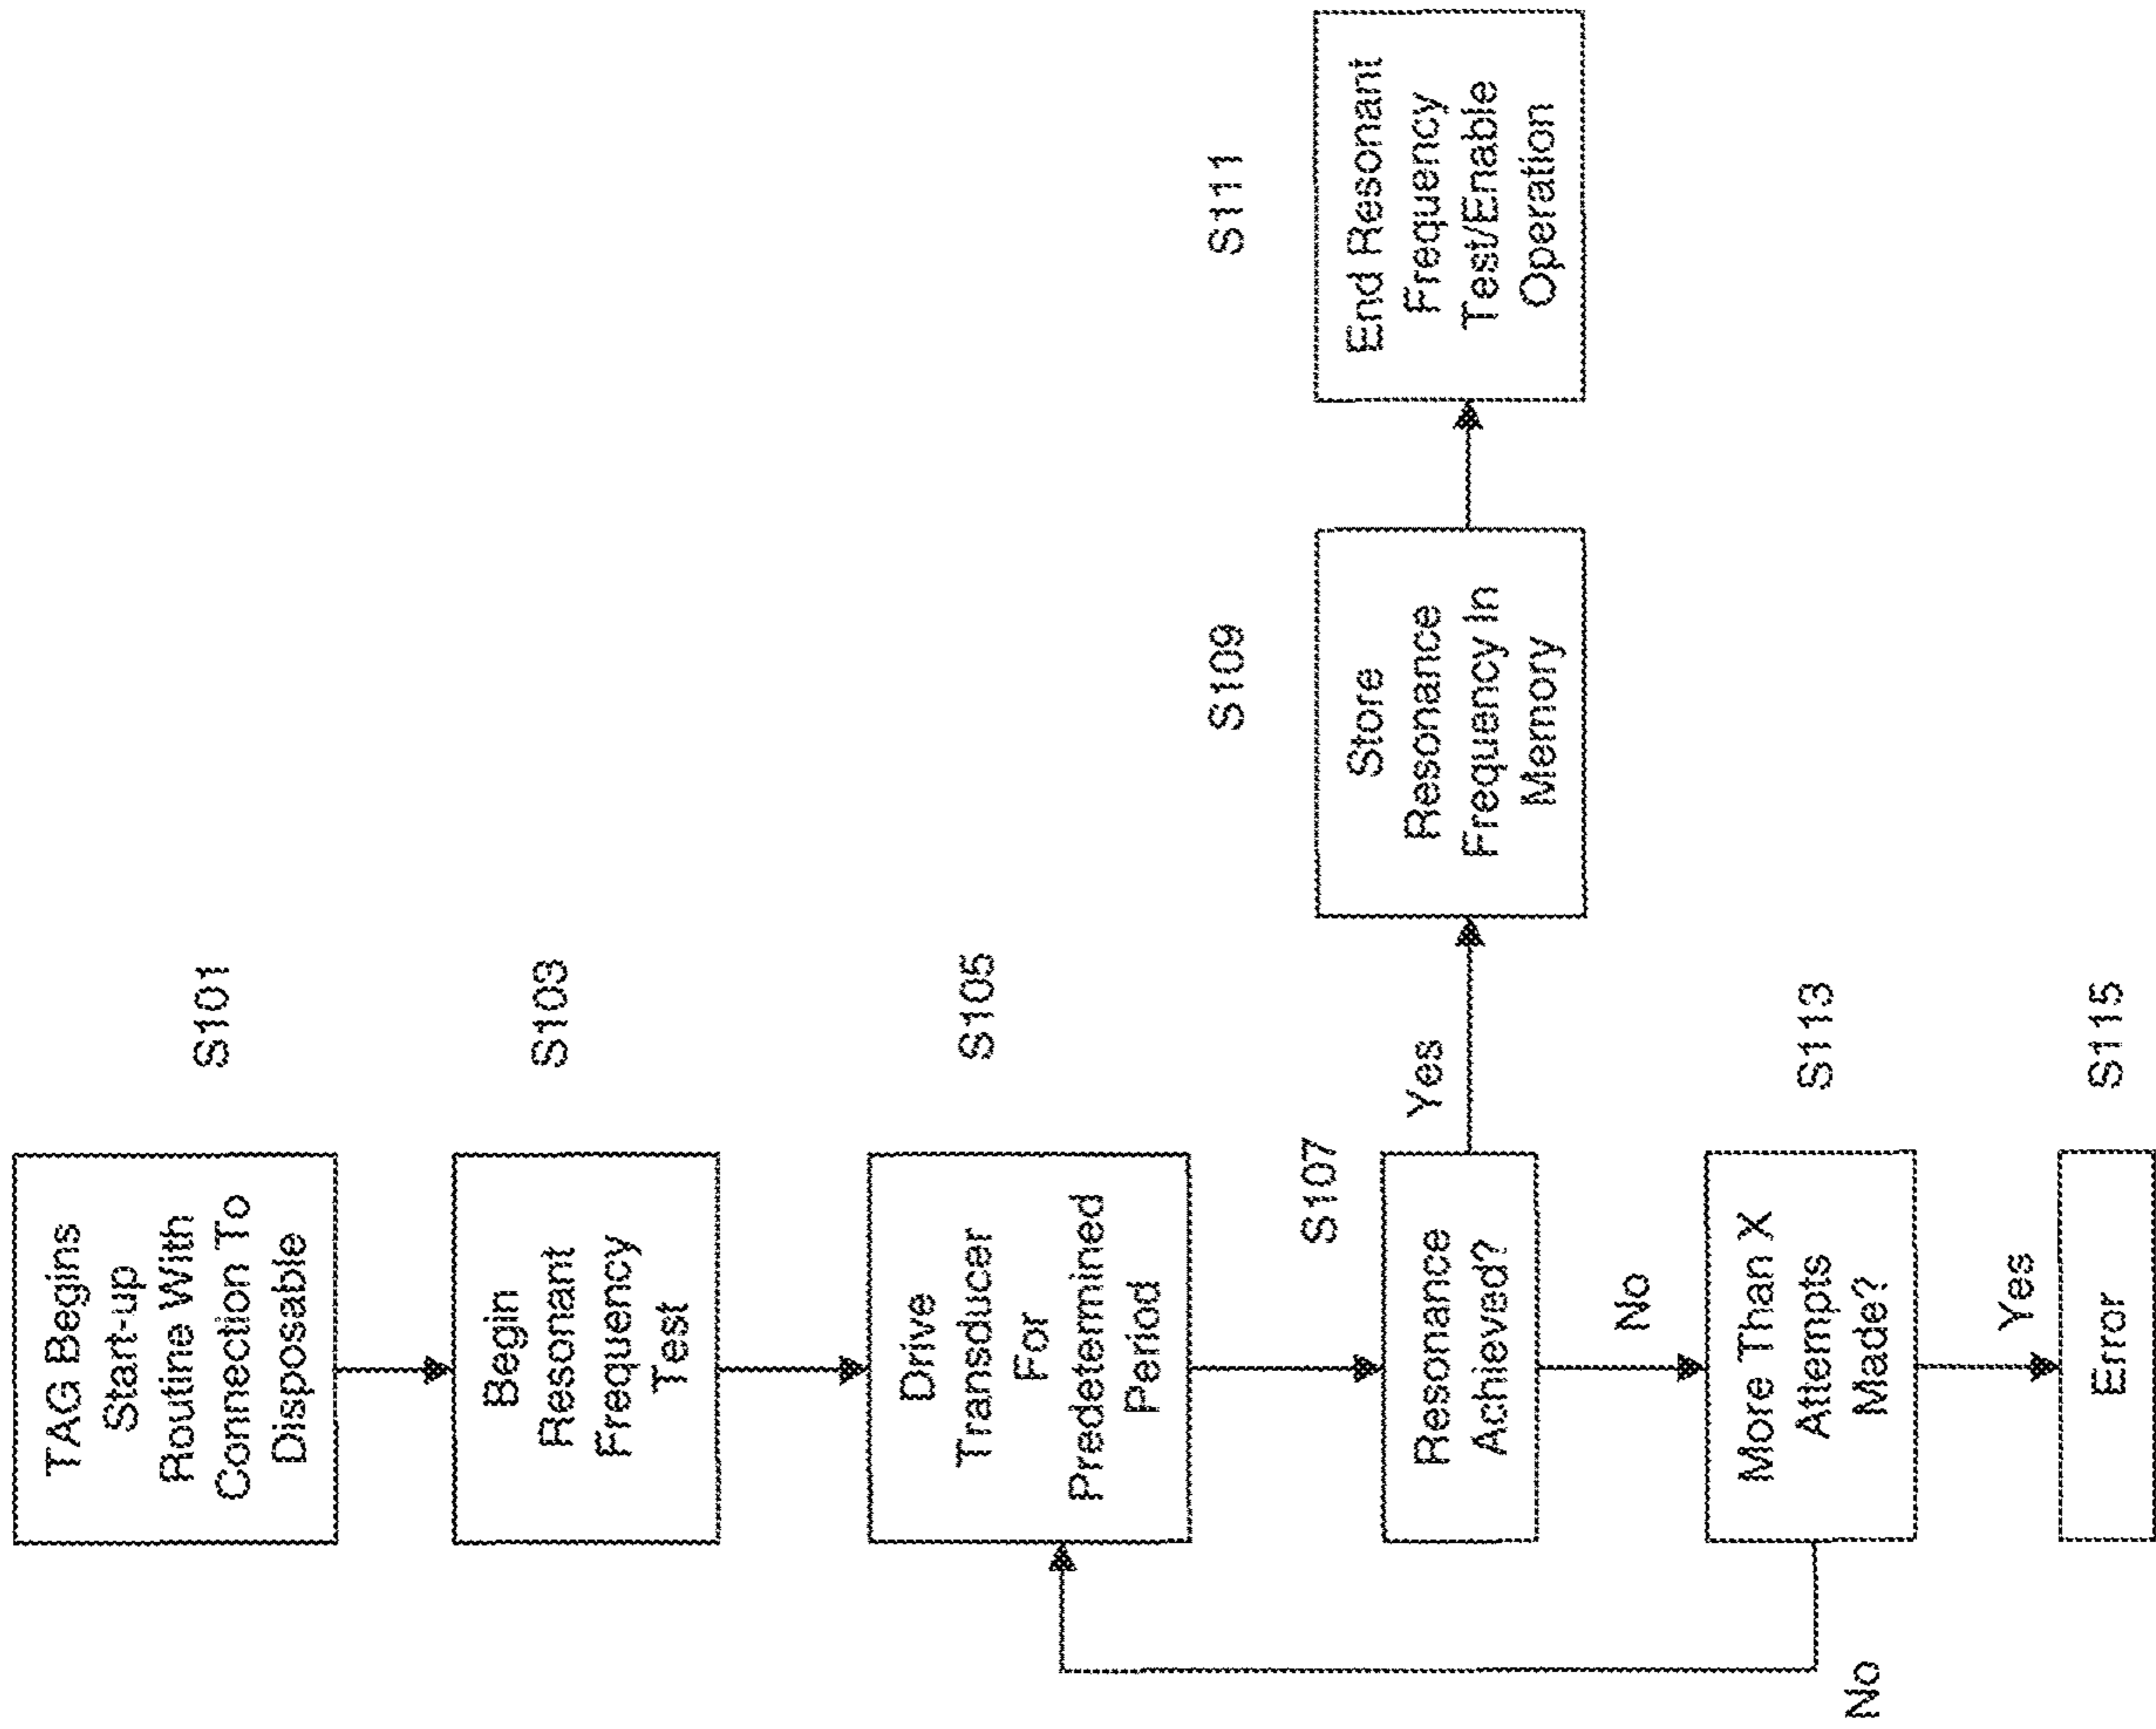 TAG Begins
Start-up
Routine With
Connection To
Disposable
S101
Begin
Resonant
Frequency
Test
S103
Drive
Transducer
For
Predetermined
Period
S105
Resonance
Achieved?
S107
Yes
Store
Resonance
Frequency In
Memory
S109
End Resonant
Frequency
Test/Enable
Operation
S111
No
More Than X
Attempts
Made?
S113
No
Yes
Error
S115